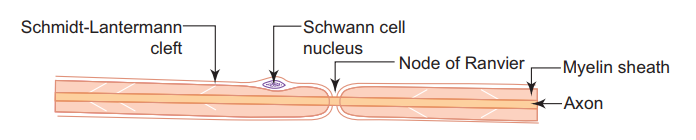 Schmidt-Lantermann
cleft
Schwann cell
nucleus
Node of Ranvier
Myelin sheath
Axon